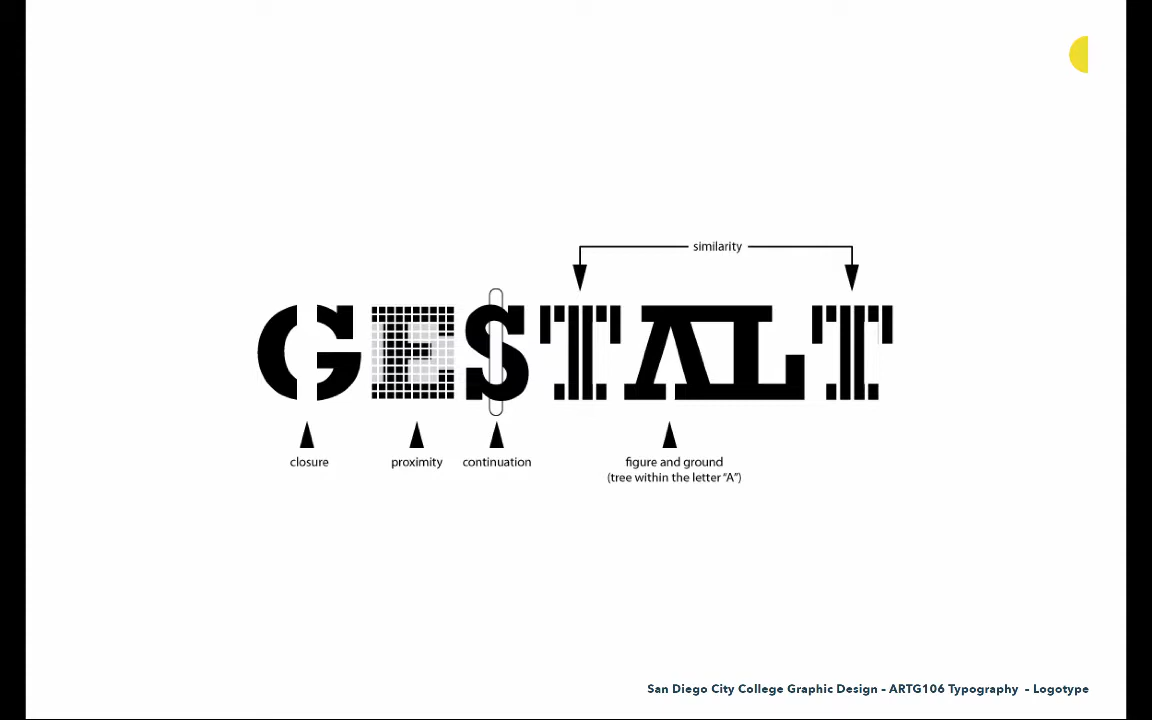 similarity
GESTALT
closure
proximity
continuation
figure and ground
(tree within the letter “A”)
San Diego City College Graphic Design – ARTG106 Typography – Logotype